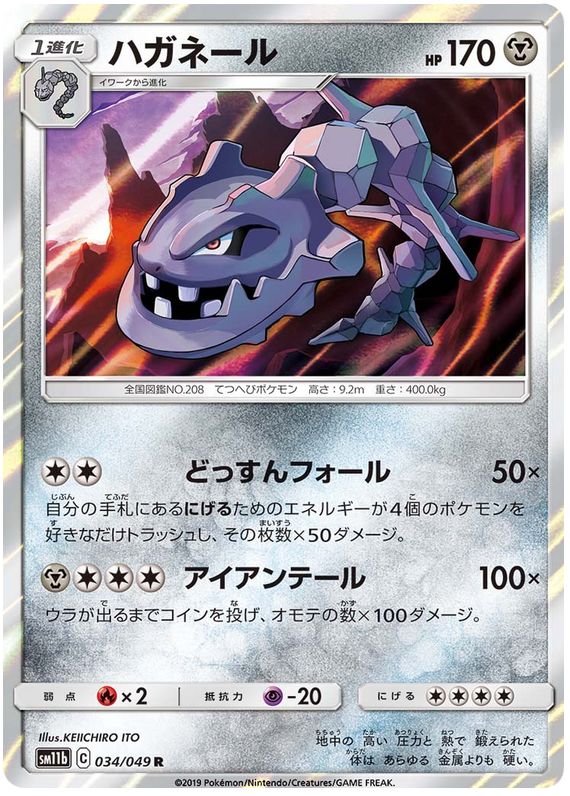 1進化
ハガネール
HP 170
イワークから進化
全国図鑑NO.208 てつへびポケモン 高さ:9.2m 重さ:400.0kg
どっすんフォール 50×
自分の手札にあるにげるためのエネルギーが4個のポケモンを
好きなだけトラッシュし、その枚数×50ダメージ。
アイアンテール 100×
ウラが出るまでコインを投げ、オモテの数×100ダメージ。
弱点 ×2 抵抗力 -20 にげる
Illus.KEIICHIRO ITO
sm11b C 034/049 R
地中の 高い 圧力と 熱で 鍛えられた
体は あらゆる 金属よりも 硬い。
©2019 Pokémon/Nintendo/Creatures/GAME FREAK.